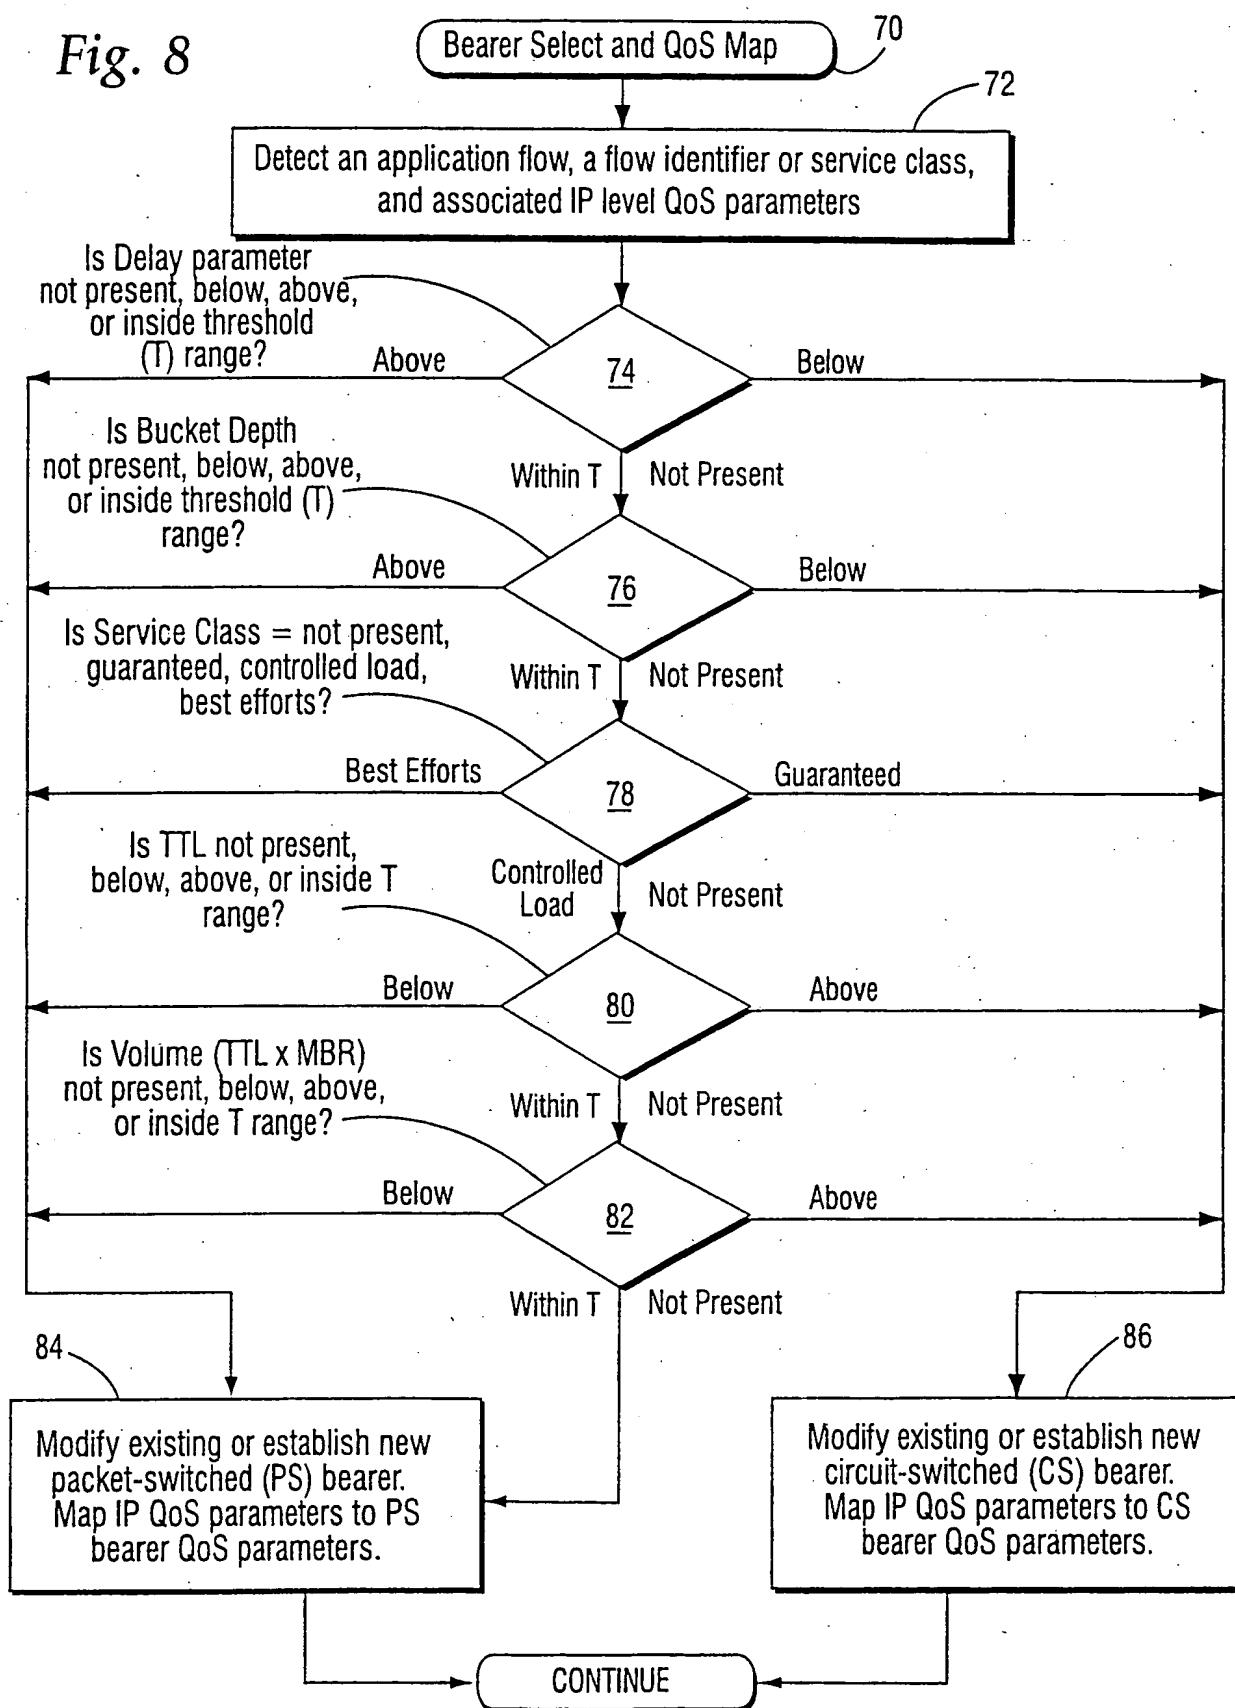 Fig. 8
Bearer Select and QoS Map
70
72
Detect an application flow, a flow identifier or service class,
and associated IP level QoS parameters
Is Delay parameter
not present, below, above,
or inside threshold
(T) range?
Above
74
Below
Within T
Not Present
Is Bucket Depth
not present, below, above,
or inside threshold (T)
range?
Above
76
Below
Within T
Not Present
Is Service Class = not present,
guaranteed, controlled load,
best efforts?
Best Efforts
78
Guaranteed
Controlled
Load
Not Present
Is TTL not present,
below, above, or inside T
range?
Below
80
Above
Within T
Not Present
Is Volume (TTL x MBR)
not present, below, above,
or inside T range?
Below
82
Above
Within T
Not Present
84
Modify existing or establish new
packet-switched (PS) bearer.
Map IP QoS parameters to PS
bearer QoS parameters.
86
Modify existing or establish new
circuit-switched (CS) bearer.
Map IP QoS parameters to CS
bearer QoS parameters.
CONTINUE